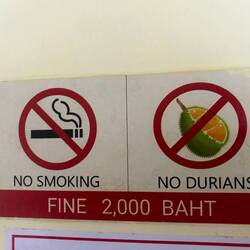 NO SMOKING
NO DURIANS
FINE 2,000 BAHT